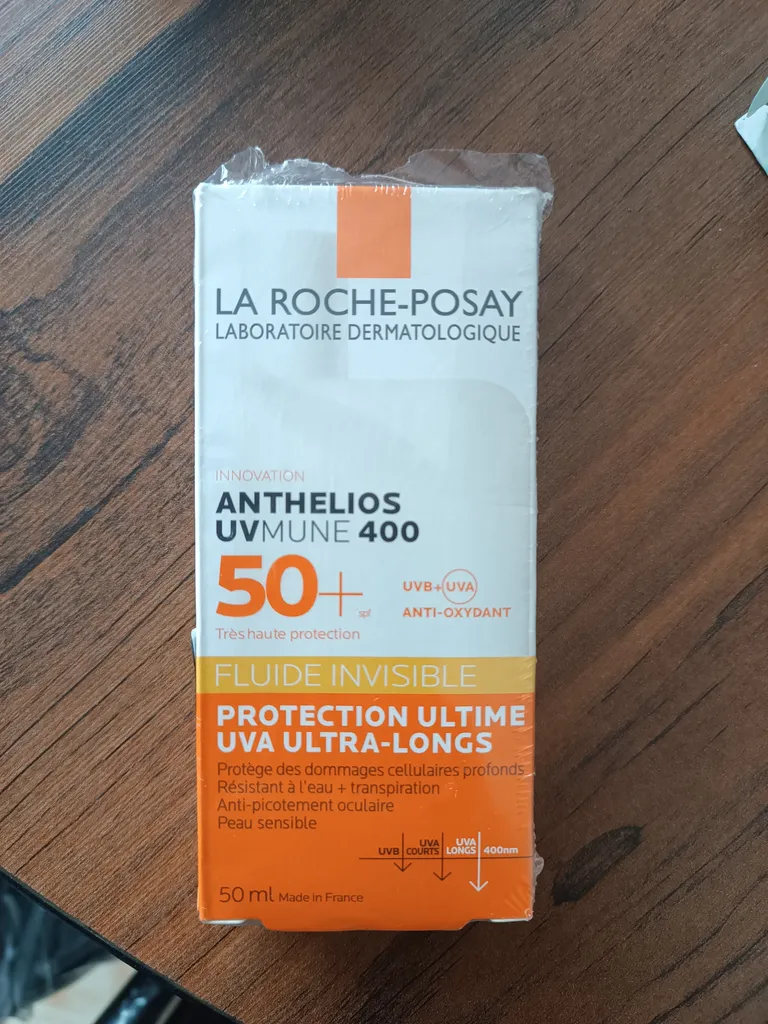 LA ROCHE-POSAY
LABORATOIRE DERMATOLOGIQUE
INNOVATION
ANTHELIOS
UVMUNE 400
50+ spf
UVB+UVA
ANTI-OXYDANT
Très haute protection
FLUIDE INVISIBLE
PROTECTION ULTIME
UVA ULTRA-LONGS
Protège des dommages cellulaires profonds
Résistant à l'eau + transpiration
Anti-picotement oculaire
Peau sensible
UVB
UVA COURTS
UVA LONGS
400nm
50 ml Made in France